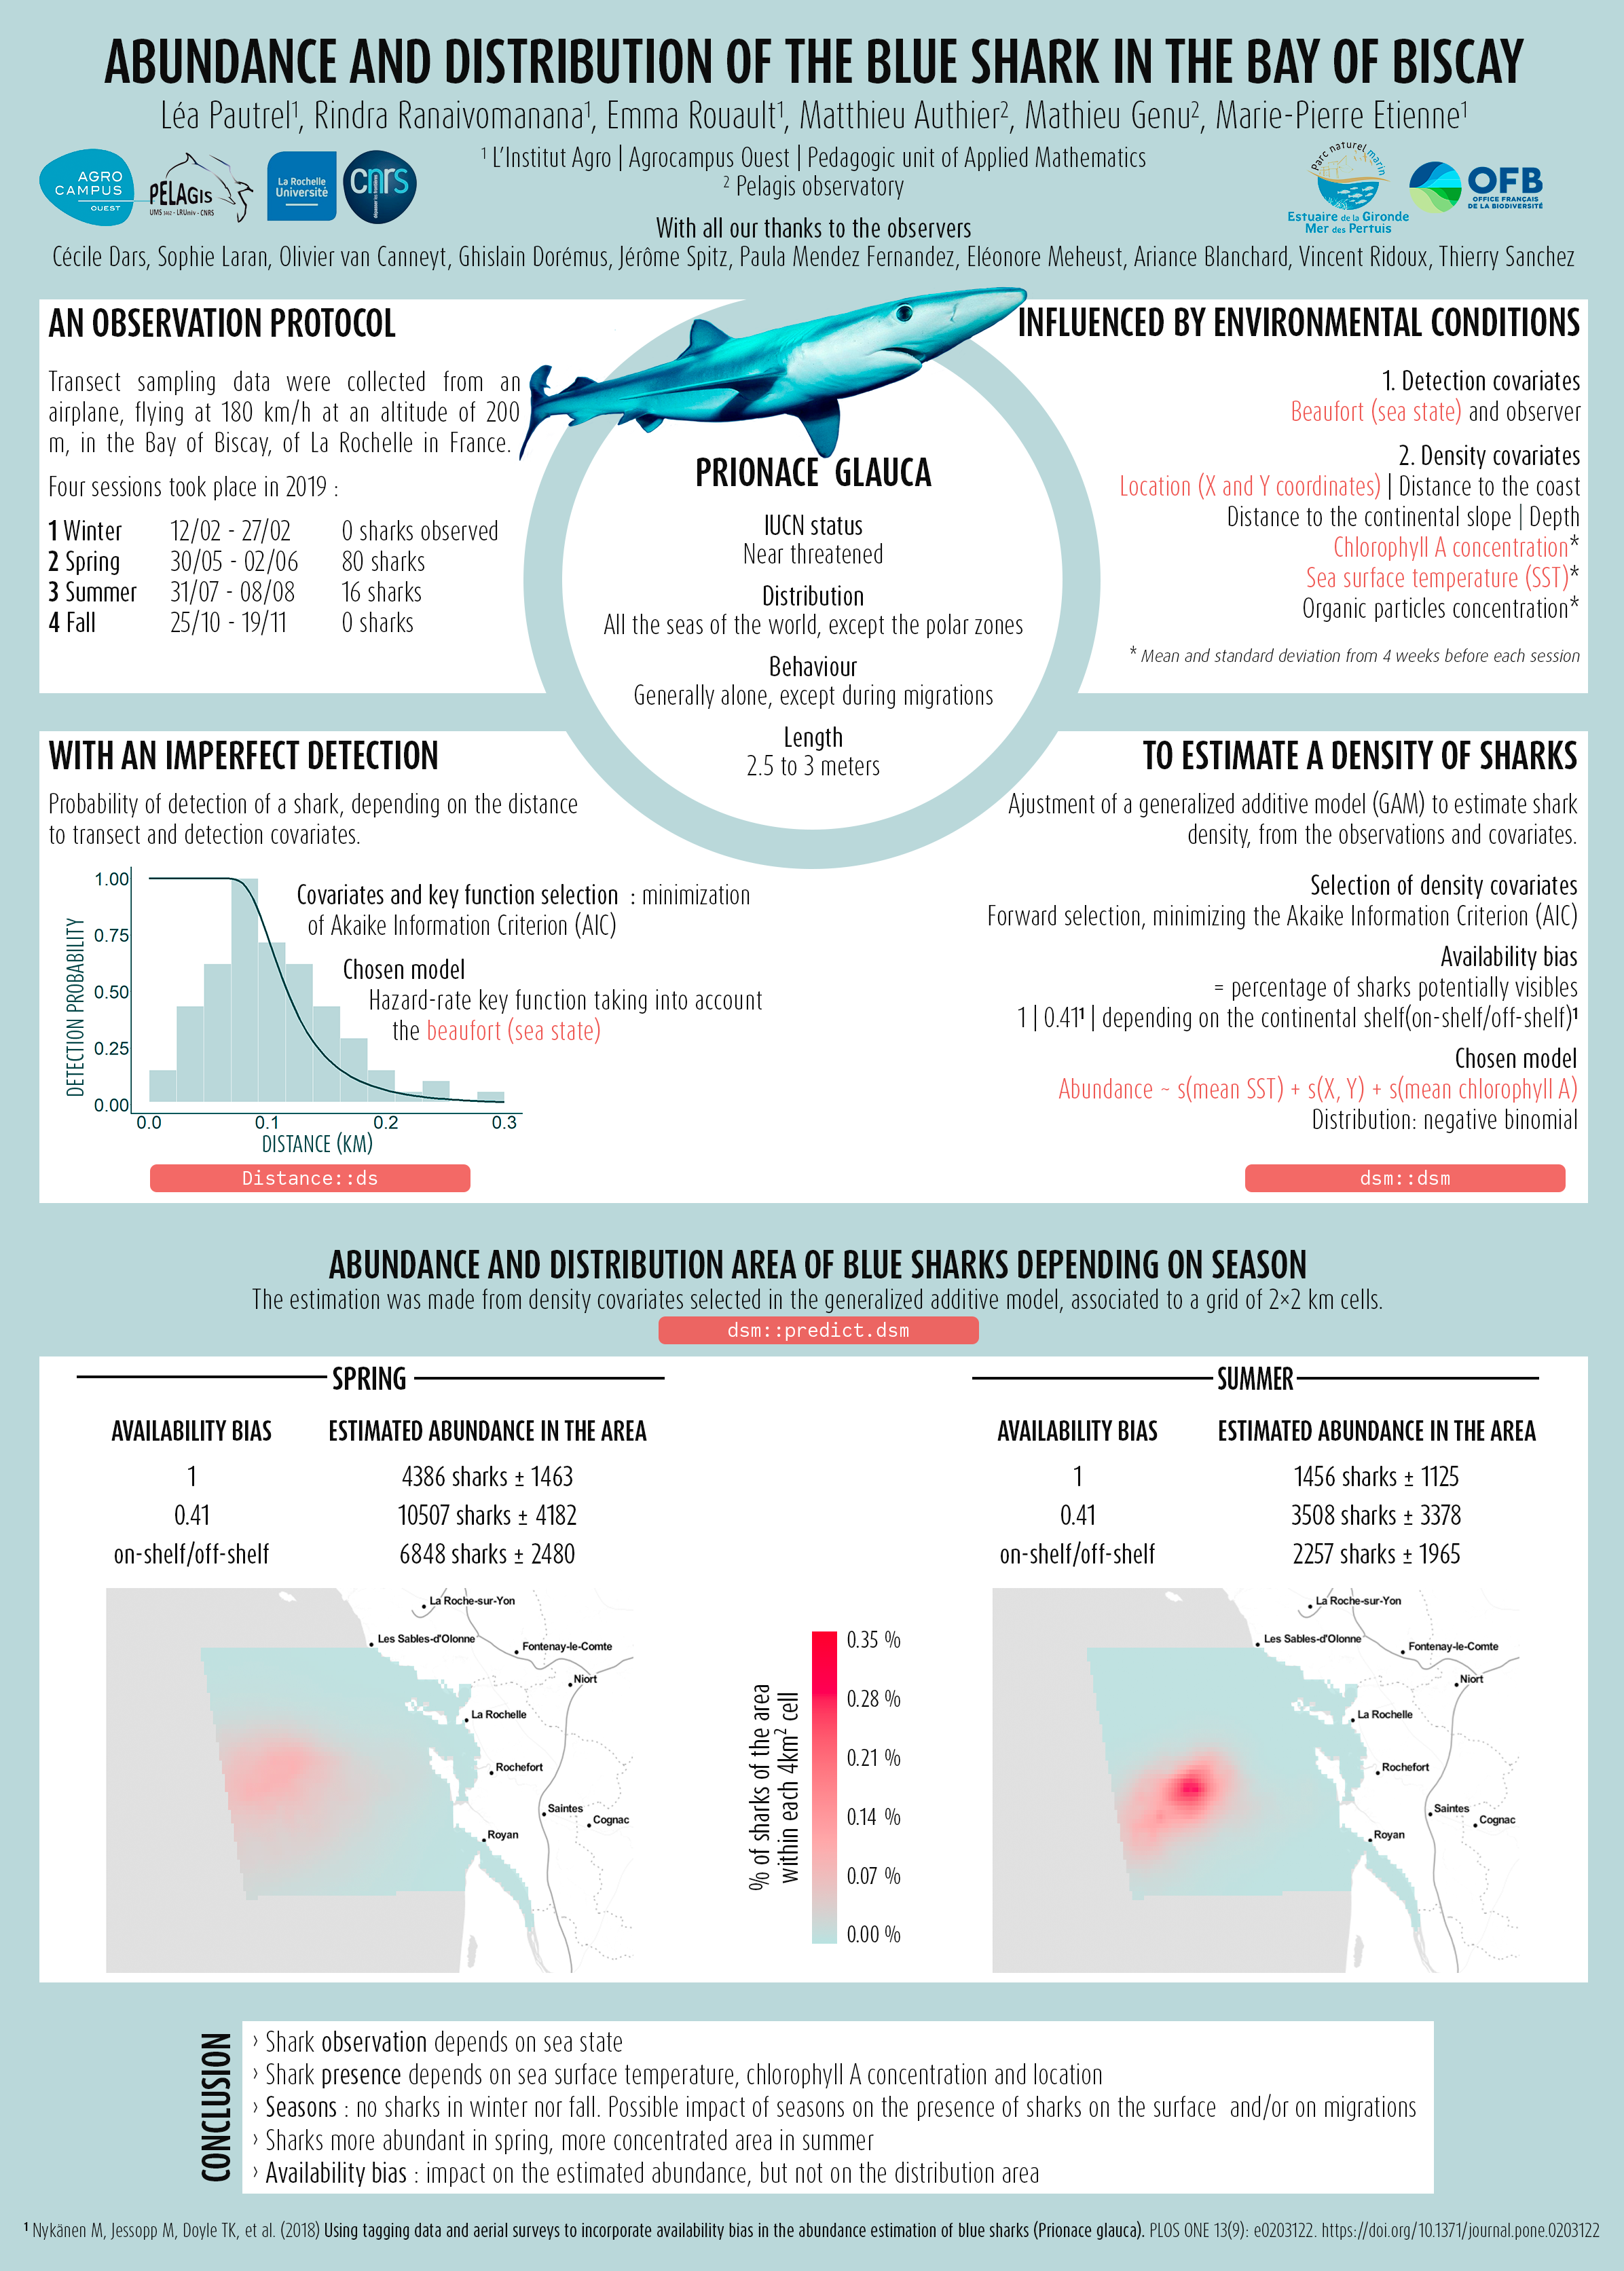 ABUNDANCE AND DISTRIBUTION OF THE BLUE SHARK IN THE BAY OF BISCAY
Léa Pautrel¹, Rindra Ranaivomanana¹, Emma Rouault¹, Matthieu Authier², Mathieu Genu², Marie-Pierre Etienne¹
¹ L'Institut Agro | Agrocampus Ouest | Pedagogic unit of Applied Mathematics
² Pelagis observatory
AGRO
CAMPUS
OUEST
PELAGIS
UMS 3462 - LRUniv - CNRS
La Rochelle
Université
cnrs
Parc naturel marin
Estuaire de la Gironde
Mer des Pertuis
OFB
OFFICE FRANÇAIS
DE LA BIODIVERSITÉ
With all our thanks to the observers
Cécile Dars, Sophie Laran, Olivier van Canneyt, Ghislain Dorémus, Jérôme Spitz, Paula Mendez Fernandez, Eléonore Meheust, Ariance Blanchard, Vincent Ridoux, Thierry Sanchez
AN OBSERVATION PROTOCOL
Transect sampling data were collected from an
airplane, flying at 180 km/h at an altitude of 200
m, in the Bay of Biscay, of La Rochelle in France.
Four sessions took place in 2019 :
1 Winter 12/02 - 27/02 0 sharks observed
2 Spring 30/05 - 02/06 80 sharks
3 Summer 31/07 - 08/08 16 sharks
4 Fall 25/10 - 19/11 0 sharks
PRIONACE GLAUCA
IUCN status
Near threatened
Distribution
All the seas of the world, except the polar zones
Behaviour
Generally alone, except during migrations
Length
2.5 to 3 meters
INFLUENCED BY ENVIRONMENTAL CONDITIONS
1. Detection covariates
Beaufort (sea state) and observer
2. Density covariates
Location (X and Y coordinates) | Distance to the coast
Distance to the continental slope | Depth
Chlorophyll A concentration*
Sea surface temperature (SST)*
Organic particles concentration*
* Mean and standard deviation from 4 weeks before each session
WITH AN IMPERFECT DETECTION
Probability of detection of a shark, depending on the distance
to transect and detection covariates.
DETECTION PROBABILITY
1.00
0.75
0.50
0.25
0.00
0.0 0.1 0.2 0.3
DISTANCE (KM)
Covariates and key function selection : minimization
of Akaike Information Criterion (AIC)
Chosen model
Hazard-rate key function taking into account
the beaufort (sea state)
Distance::ds
TO ESTIMATE A DENSITY OF SHARKS
Ajustment of a generalized additive model (GAM) to estimate shark
density, from the observations and covariates.
Selection of density covariates
Forward selection, minimizing the Akaike Information Criterion (AIC)
Availability bias
= percentage of sharks potentially visibles
1 | 0.41¹ | depending on the continental shelf(on-shelf/off-shelf)¹
Chosen model
Abundance ~ s(mean SST) + s(X, Y) + s(mean chlorophyll A)
Distribution: negative binomial
dsm::dsm
ABUNDANCE AND DISTRIBUTION AREA OF BLUE SHARKS DEPENDING ON SEASON
The estimation was made from density covariates selected in the generalized additive model, associated to a grid of 2×2 km cells.
dsm::predict.dsm
SPRING
AVAILABILITY BIAS ESTIMATED ABUNDANCE IN THE AREA
1 4386 sharks ± 1463
0.41 10507 sharks ± 4182
on-shelf/off-shelf 6848 sharks ± 2480
La Roche-sur-Yon
Les Sables-d'Olonne
Fontenay-le-Comte
Niort
La Rochelle
Rochefort
Saintes
Cognac
Royan
% of sharks of the area
within each 4km² cell
0.35 %
0.28 %
0.21 %
0.14 %
0.07 %
0.00 %
SUMMER
AVAILABILITY BIAS ESTIMATED ABUNDANCE IN THE AREA
1 1456 sharks ± 1125
0.41 3508 sharks ± 3378
on-shelf/off-shelf 2257 sharks ± 1965
La Roche-sur-Yon
Les Sables-d'Olonne
Fontenay-le-Comte
Niort
La Rochelle
Rochefort
Saintes
Cognac
Royan
CONCLUSION
› Shark observation depends on sea state
› Shark presence depends on sea surface temperature, chlorophyll A concentration and location
› Seasons : no sharks in winter nor fall. Possible impact of seasons on the presence of sharks on the surface and/or on migrations
› Sharks more abundant in spring, more concentrated area in summer
› Availability bias : impact on the estimated abundance, but not on the distribution area
¹ Nykänen M, Jessopp M, Doyle TK, et al. (2018) Using tagging data and aerial surveys to incorporate availability bias in the abundance estimation of blue sharks (Prionace glauca). PLOS ONE 13(9): e0203122. https://doi.org/10.1371/journal.pone.0203122